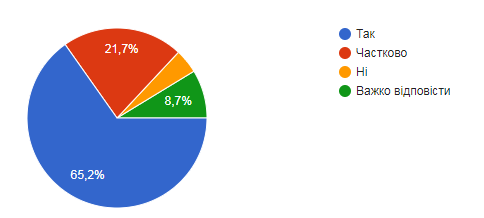 21,7%
8,7%
65,2%
Так
Частково
Ні
Важко відповісти